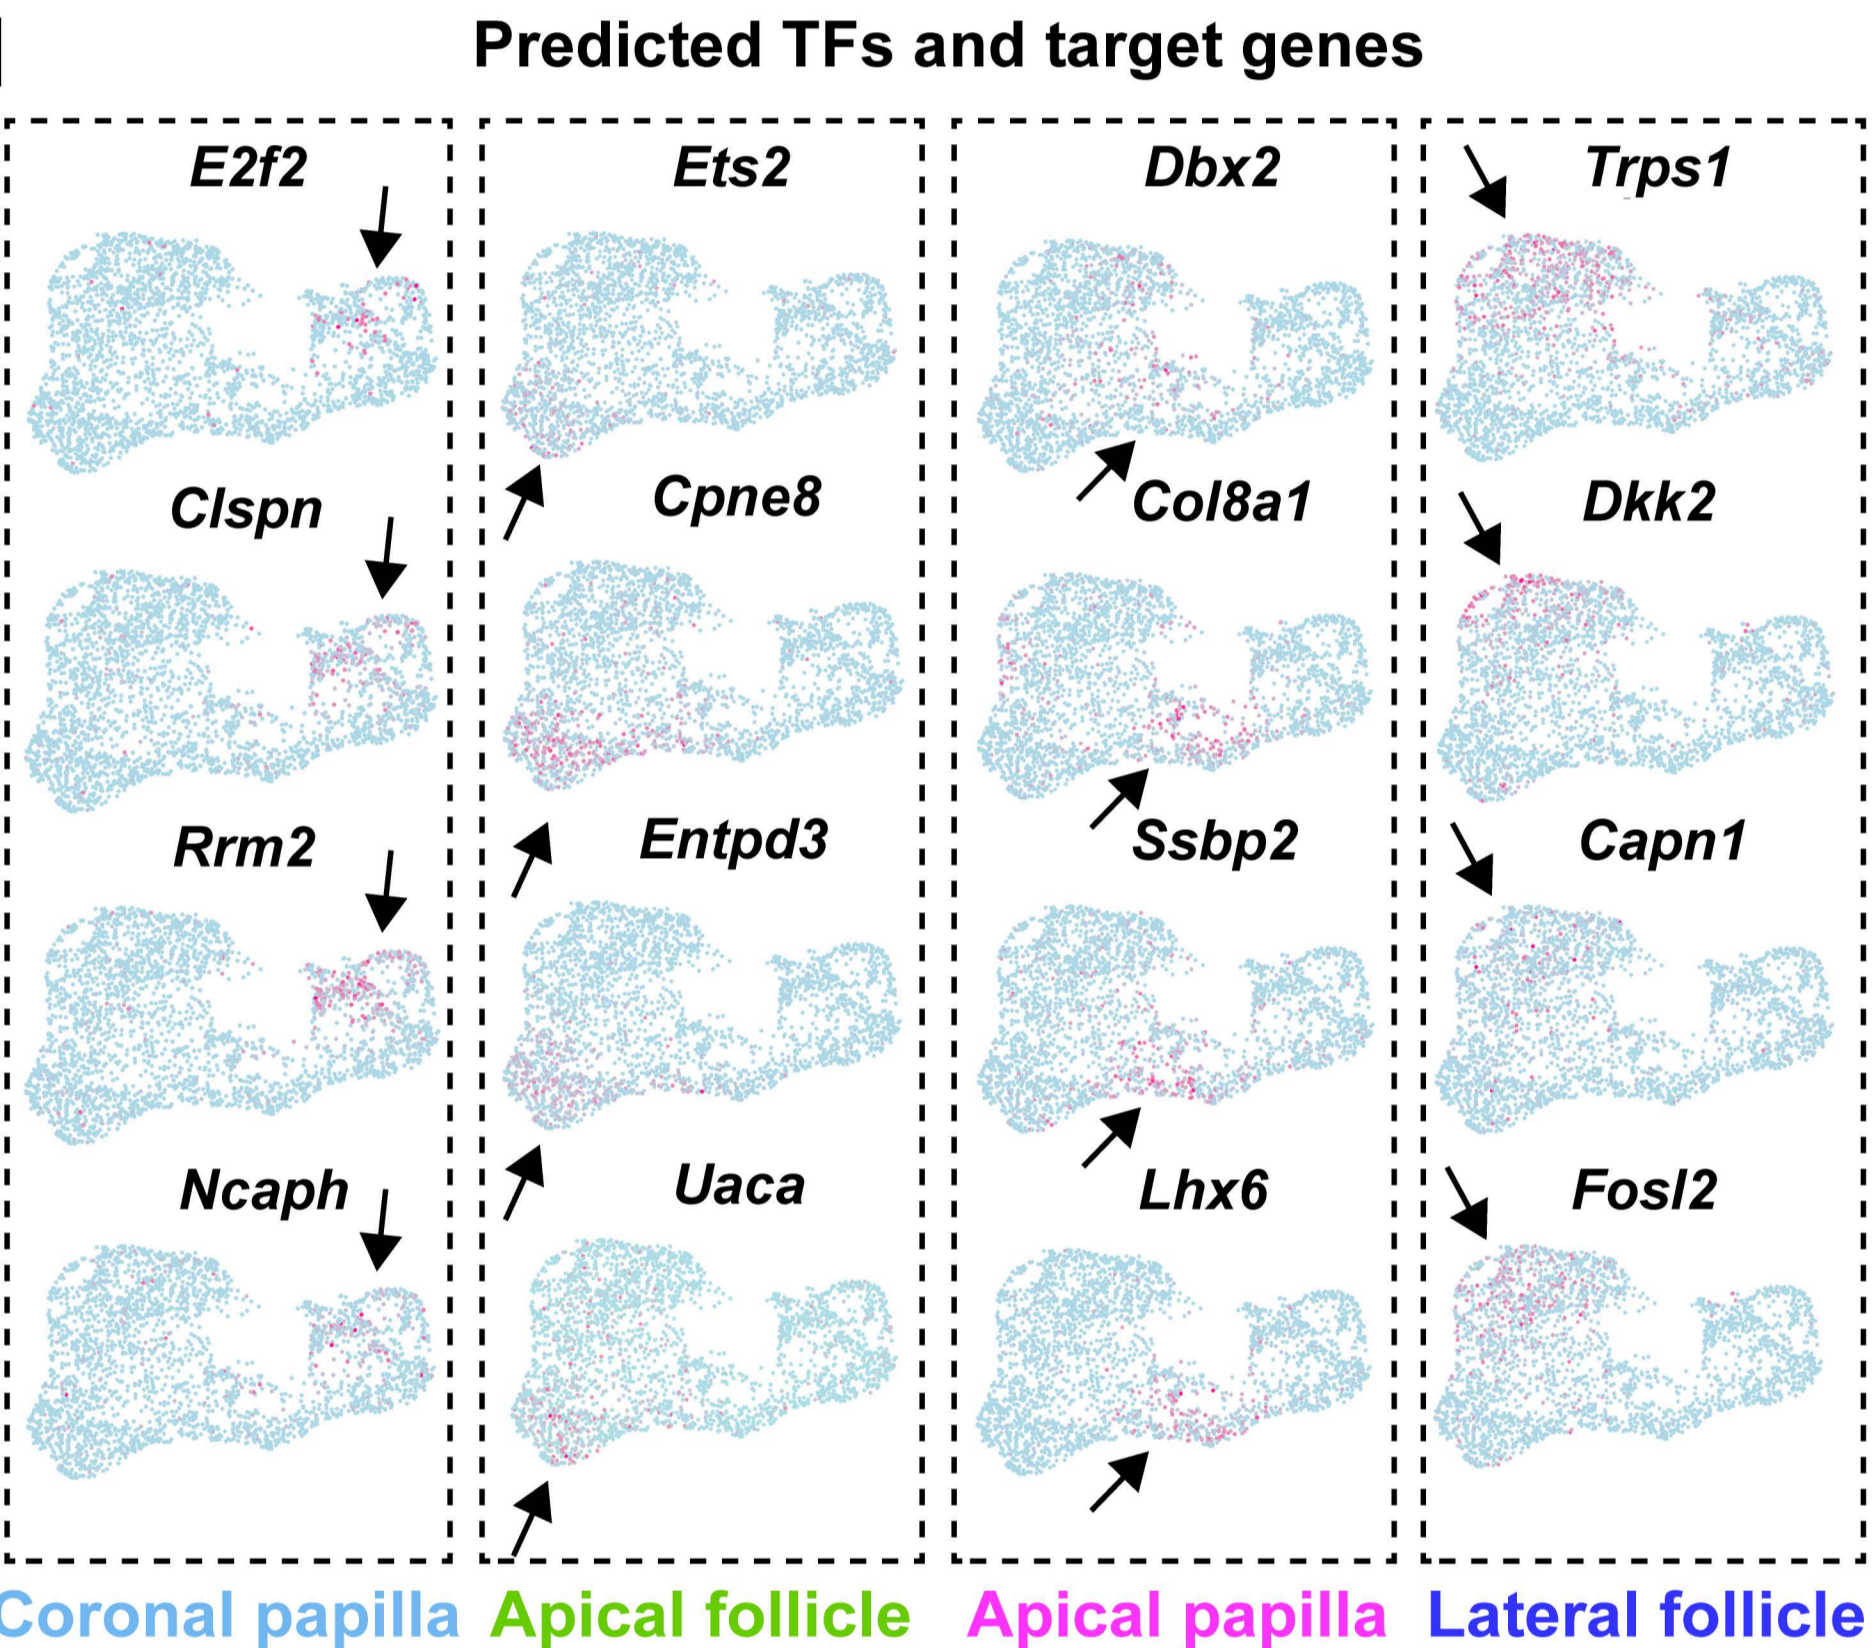 Predicted TFs and target genes
E2f2
Ets2
Dbx2
Trps1
Clspn
Cpne8
Col8a1
Dkk2
Rrm2
Entpd3
Ssbp2
Capn1
Ncaph
Uaca
Lhx6
Fosl2
Coronal papilla
Apical follicle
Apical papilla
Lateral follicle